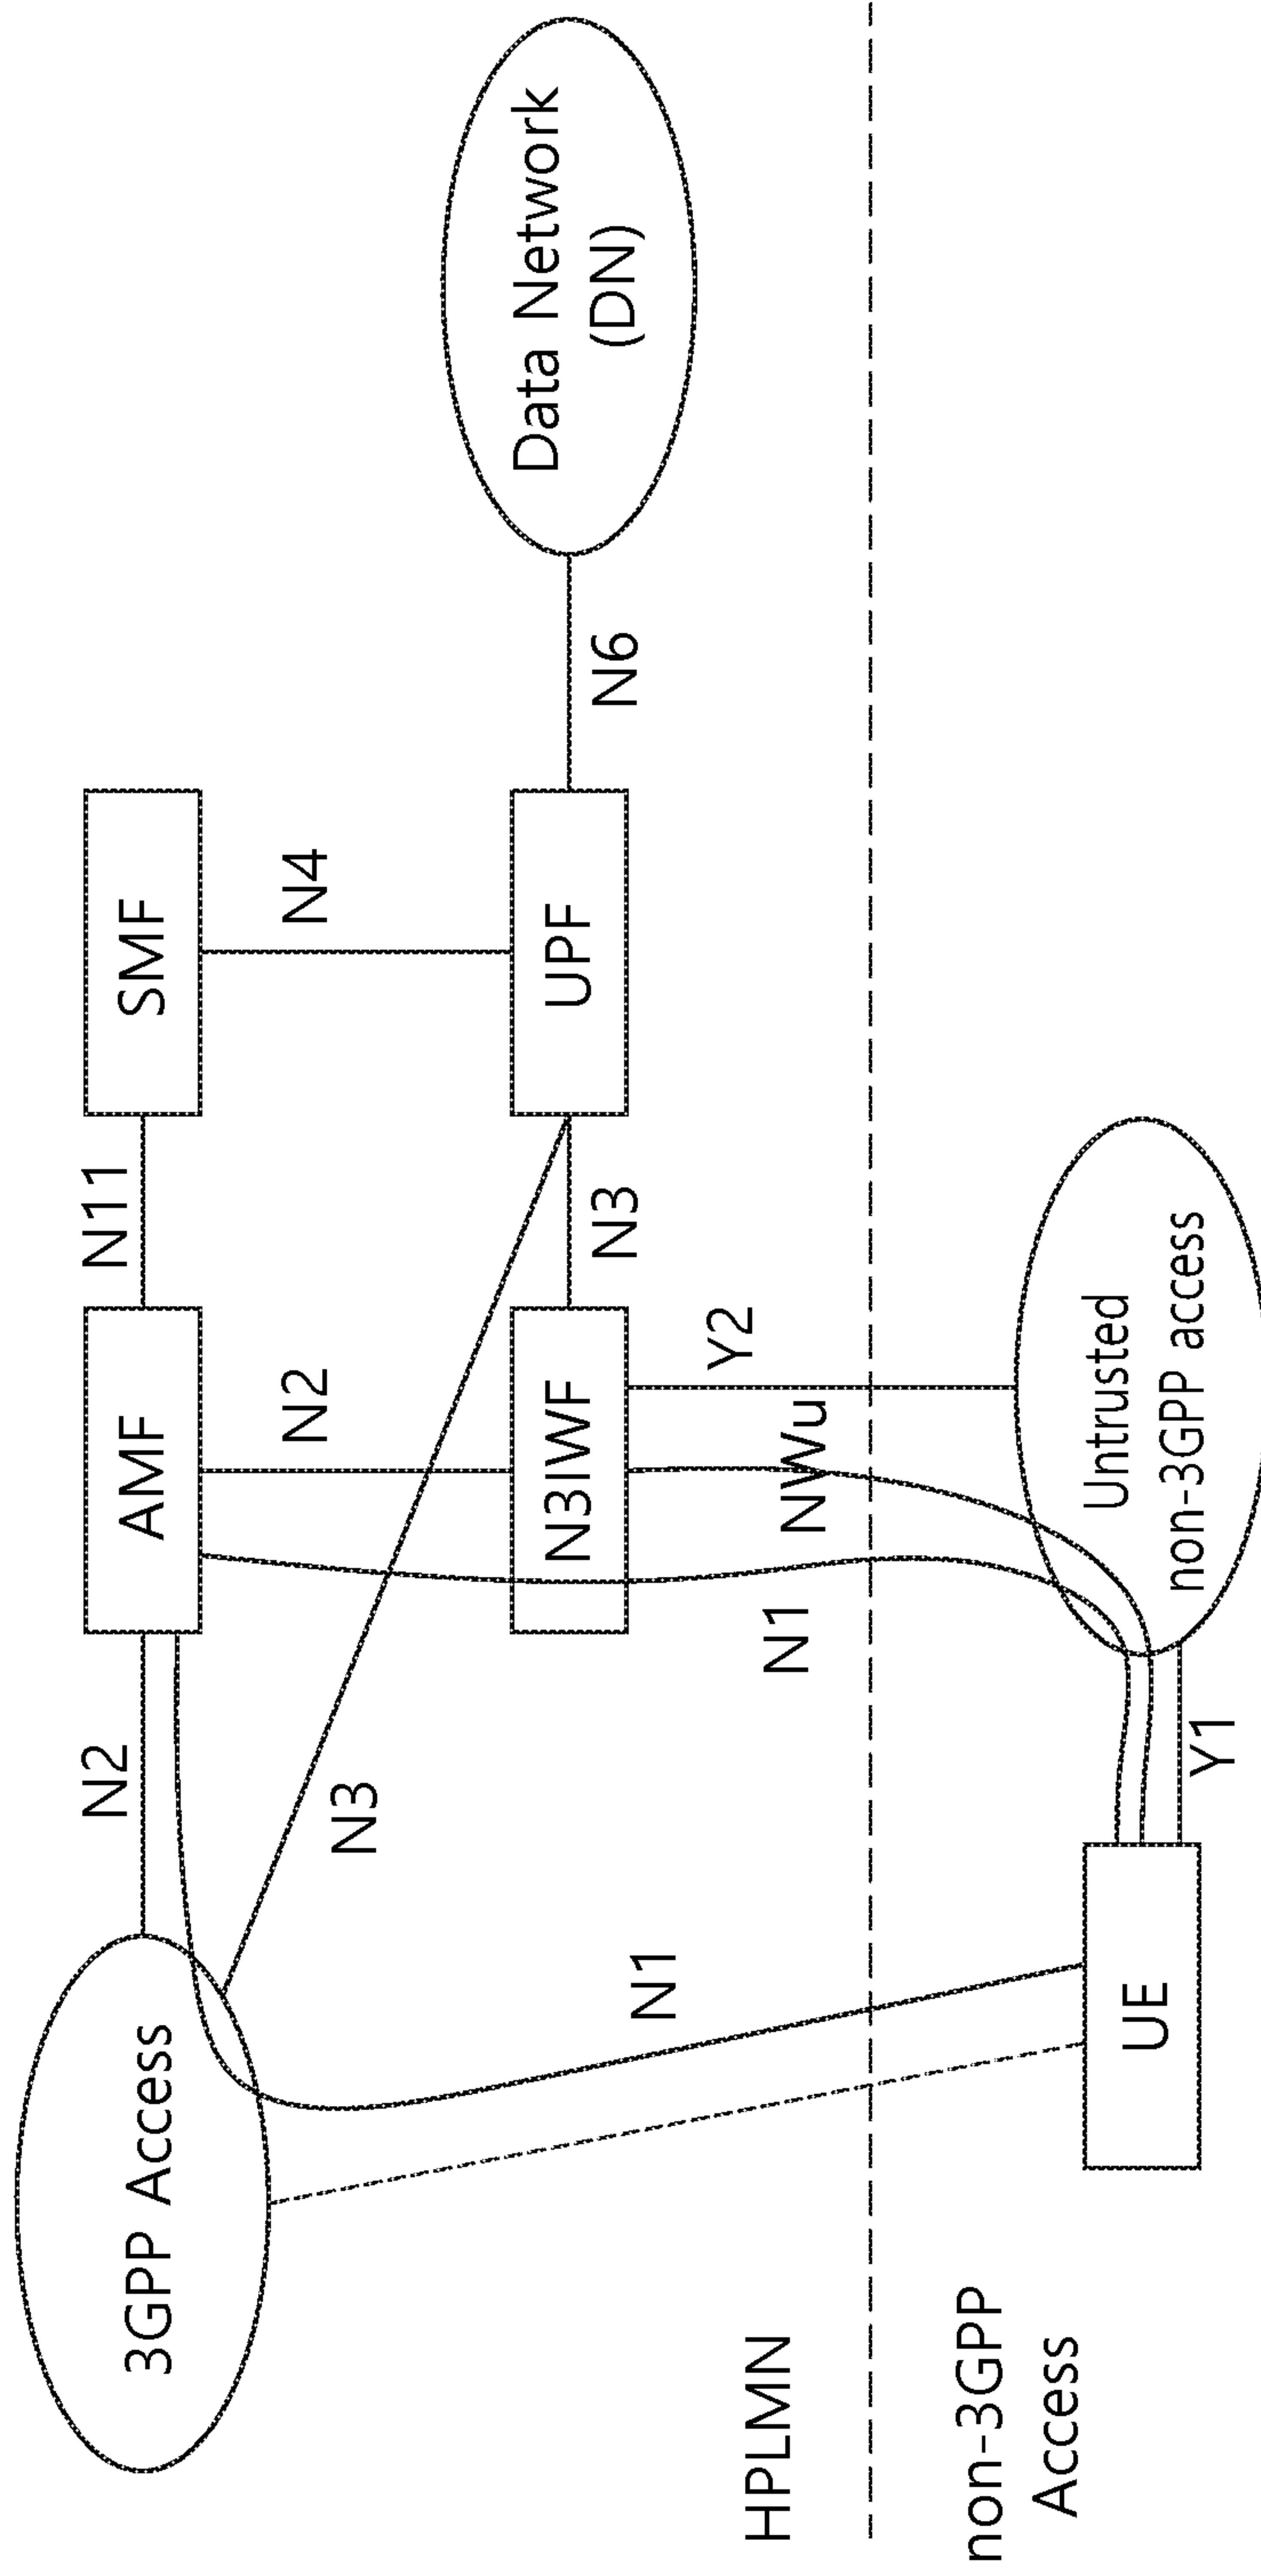 N2
N11
3GPP Access
AMF
SMF
N2
N4
N3
N3IWF
UPF
Data Network
(DN)
N3
N6
N1
Y2
HPLMN
N1
NWu
non-3GPP
Access
UE
Untrusted
non-3GPP access
Y1